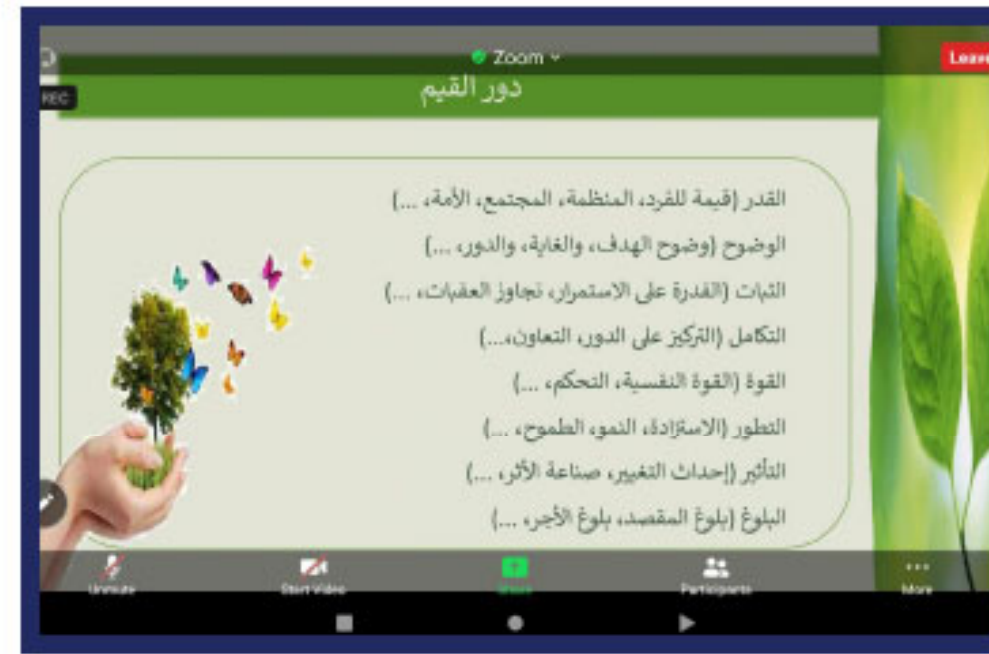 Zoom
Leave
REC
دور القيم
القدر (قيمة للفرد، المنظمة، المجتمع، الأمة، ...)
الوضوح (وضوح الهدف، والغاية، والدور، ...)
الثبات (القدرة على الاستمرار، تجاوز العقبات، ...)
التكامل (التركيز على الدور، التعاون،...)
القوة (القوة النفسية، التحكم، ...)
التطور (الاستزادة، النمو، الطموح، ...)
التأثير (إحداث التغيير، صناعة الأثر، ...)
البلوغ (بلوغ المقصد، بلوغ الأجر، ...)
Unmute
Start Video
Share
Participants
More